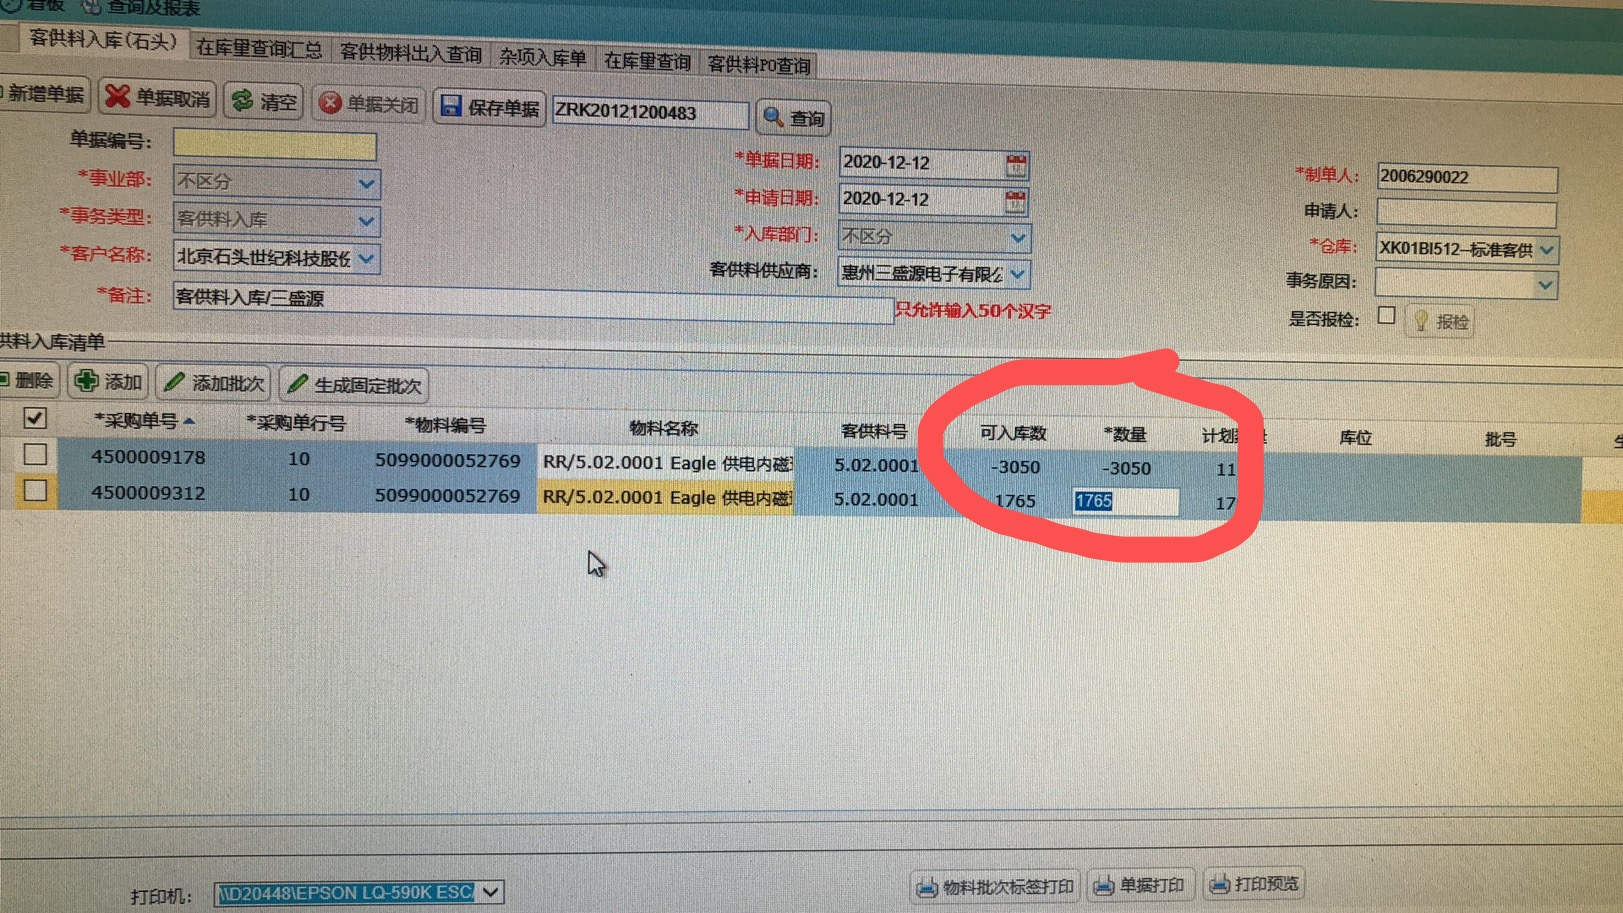 看板 查询及报表
客供料入库(石头) 在库量查询汇总 客供物料出入查询 杂项入库单 在库量查询 客供料PO查询
新增单据 单据取消 清空 单据关闭 保存单据 ZRK20121200483 查询
单据编号:
*单据日期: 2020-12-12
*制单人: 2006290022
*事业部: 不区分
*申请日期: 2020-12-12
申请人:
*事务类型: 客供料入库
*入库部门: 不区分
*仓库: XK01BI512--标准客供
*客户名称: 北京石头世纪科技股份
客供料供应商: 惠州三盛源电子有限公
事务原因:
*备注: 客供料入库/三盛源
只允许输入50个汉字
是否报检: 报检
供料入库清单
删除 添加 添加批次 生成固定批次
*采购单号 *采购单行号 *物料编号 物料名称 客供料号 可入库数 *数量 计划 库位 批号
4500009178 10 5099000052769 RR/5.02.0001 Eagle 供电内磁 5.02.0001 -3050 -3050 11
4500009312 10 5099000052769 RR/5.02.0001 Eagle 供电内磁 5.02.0001 1765 1765 17
打印机: \\D20448\EPSON LQ-590K ESC/
物料批次标签打印 单据打印 打印预览